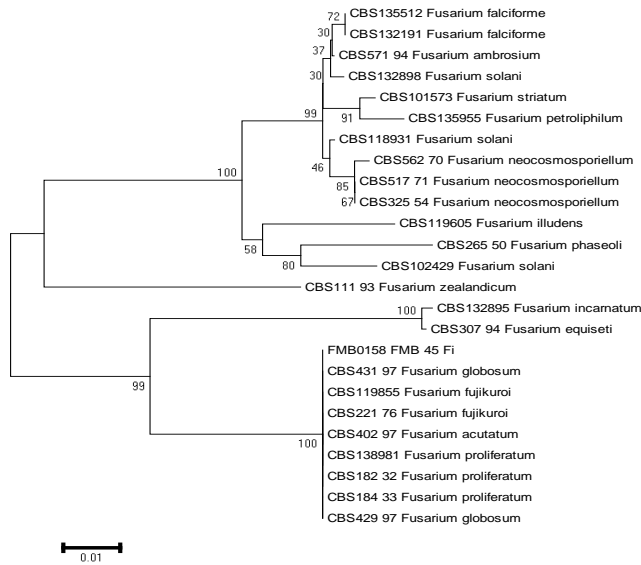 CBS135512 Fusarium falciforme
72
CBS132191 Fusarium falciforme
30
CBS571 94 Fusarium ambrosium
37
CBS132898 Fusarium solani
30
CBS101573 Fusarium striatum
99
91
CBS135955 Fusarium petroliphilum
CBS118931 Fusarium solani
46
CBS562 70 Fusarium neocosmosporiellum
100
85
CBS517 71 Fusarium neocosmosporiellum
67
CBS325 54 Fusarium neocosmosporiellum
CBS119605 Fusarium illudens
58
CBS265 50 Fusarium phaseoli
80
CBS102429 Fusarium solani
CBS111 93 Fusarium zealandicum
100
CBS132895 Fusarium incarnatum
CBS307 94 Fusarium equiseti
FMB0158 FMB 45 Fi
CBS431 97 Fusarium globosum
99
CBS119855 Fusarium fujikuroi
CBS221 76 Fusarium fujikuroi
CBS402 97 Fusarium acutatum
100
CBS138981 Fusarium proliferatum
CBS182 32 Fusarium proliferatum
CBS184 33 Fusarium proliferatum
CBS429 97 Fusarium globosum
0.01